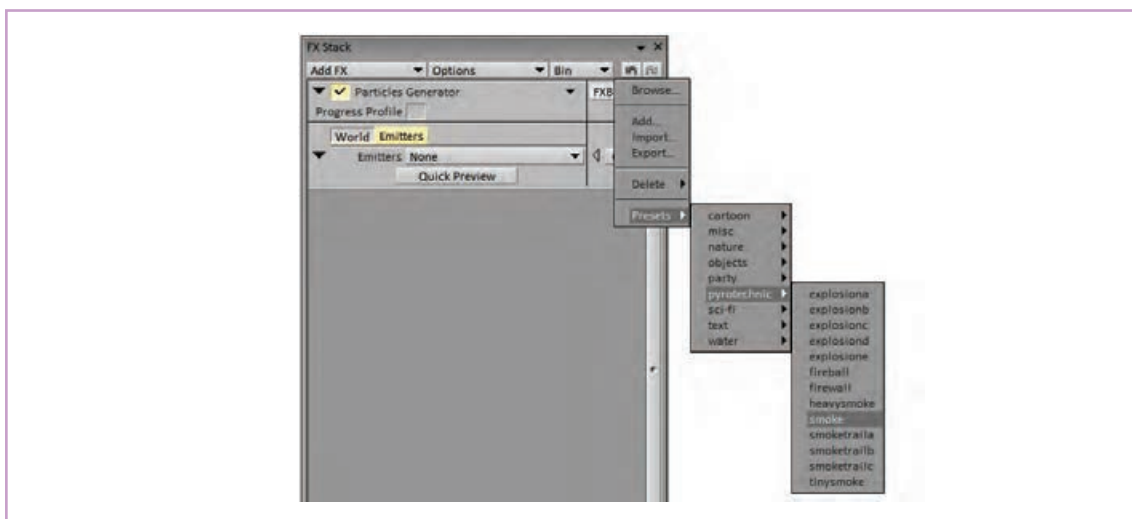 FX Stack
Add FX Options Bin
Particles Generator FXB
Progress Profile
World Emitters
Emitters None
Quick Preview
Browse...
Add...
Import...
Export...
Delete
Presets
cartoon
misc
nature
objects
party
pyrotechnic
sci-fi
text
water
explosiona
explosionb
explosionc
explosiond
explosione
fireball
firewall
heavysmoke
smoke
smoketraila
smoketrailb
smoketrailc
tinysmoke